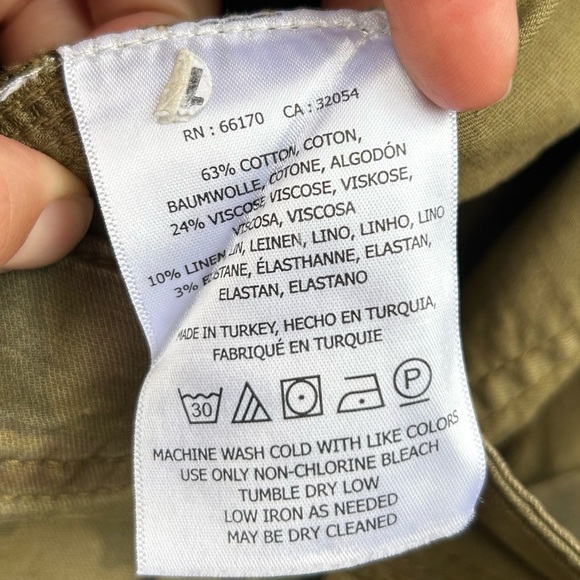 L
RN : 66170 CA : 32054
63% COTTON, COTON,
BAUMWOLLE, COTONE, ALGODÓN
24% VISCOSE VISCOSE, VISKOSE,
VISCOSA, VISCOSA
10% LINEN LIN, LEINEN, LINO, LINHO, LINO
3% ÉLASTHANNE, ELASTAN,
ELASTAN, ELASTANO
MADE IN TURKEY, HECHO EN TURQUIA,
FABRIQUÉ EN TURQUIE
30 P
MACHINE WASH COLD WITH LIKE COLORS
USE ONLY NON-CHLORINE BLEACH
TUMBLE DRY LOW
LOW IRON AS NEEDED
MAY BE DRY CLEANED